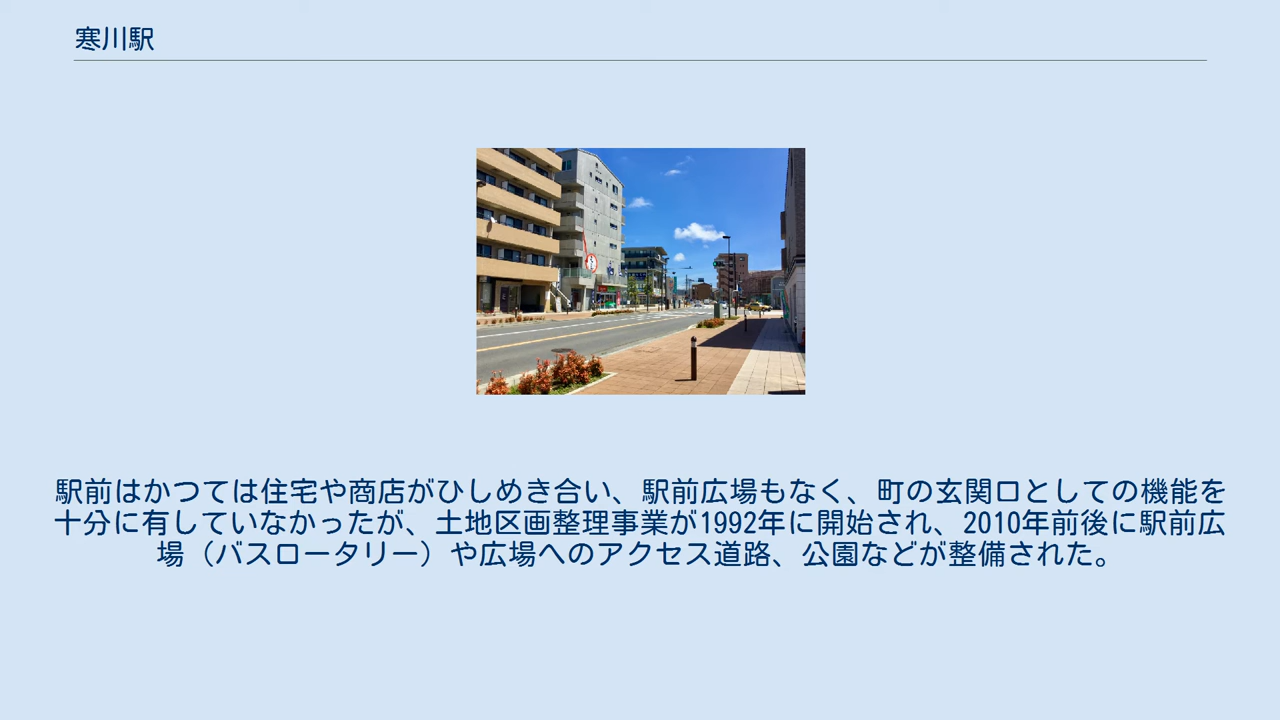 寒川駅
駅前はかつては住宅や商店がひしめき合い、駅前広場もなく、町の玄関口としての機能を
十分に有していなかったが、土地区画整理事業が1992年に開始され、2010年前後に駅前広
場（バスロータリー）や広場へのアクセス道路、公園などが整備された。